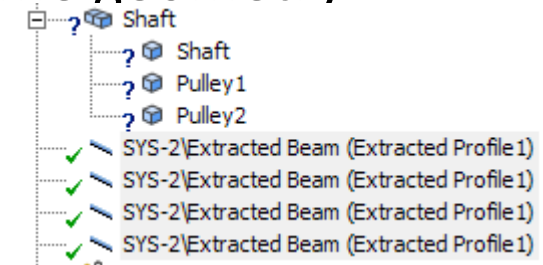 Shaft
Shaft
Pulley1
Pulley2
SYS-2\Extracted Beam (Extracted Profile1)
SYS-2\Extracted Beam (Extracted Profile1)
SYS-2\Extracted Beam (Extracted Profile1)
SYS-2\Extracted Beam (Extracted Profile1)